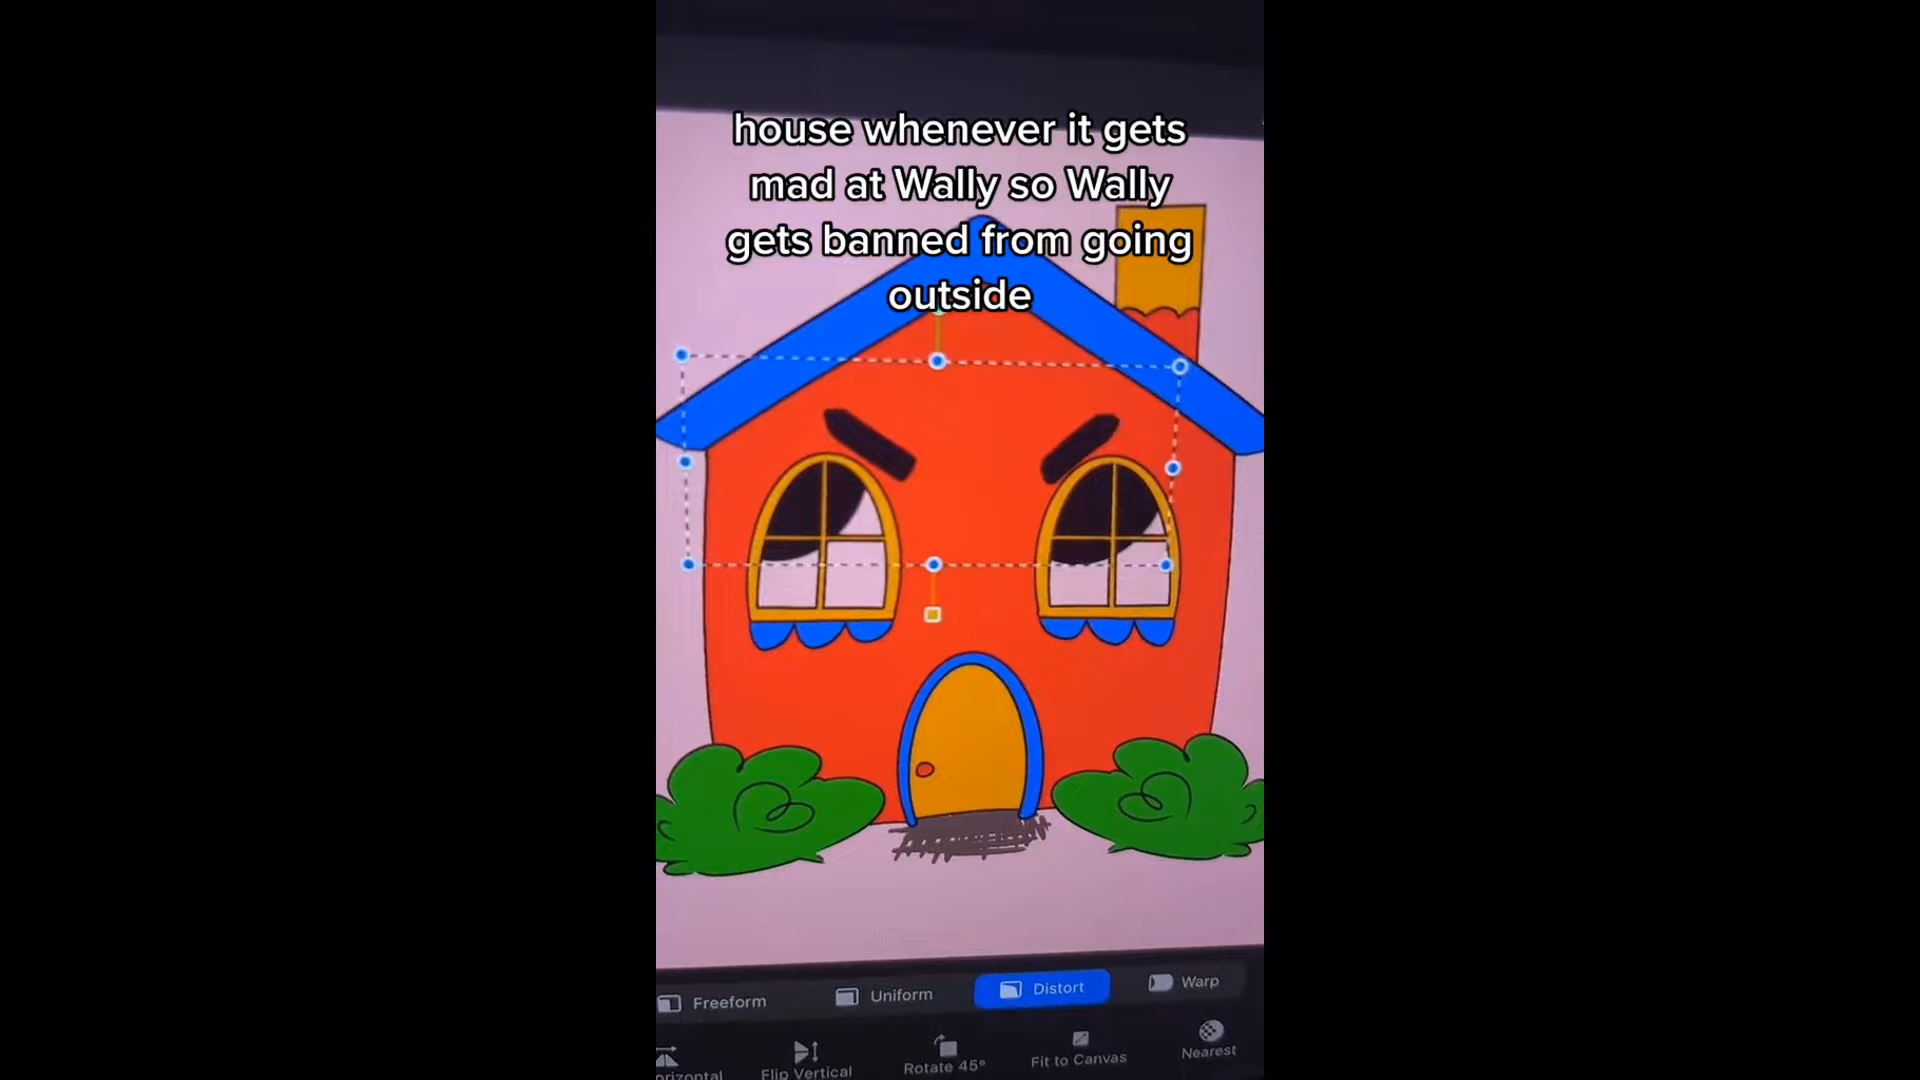 house whenever it gets
mad at Wally so Wally
gets banned from going
outside
Freeform
Uniform
Distort
Warp
orizontal
Flip Vertical
Rotate 45°
Fit to Canvas
Nearest